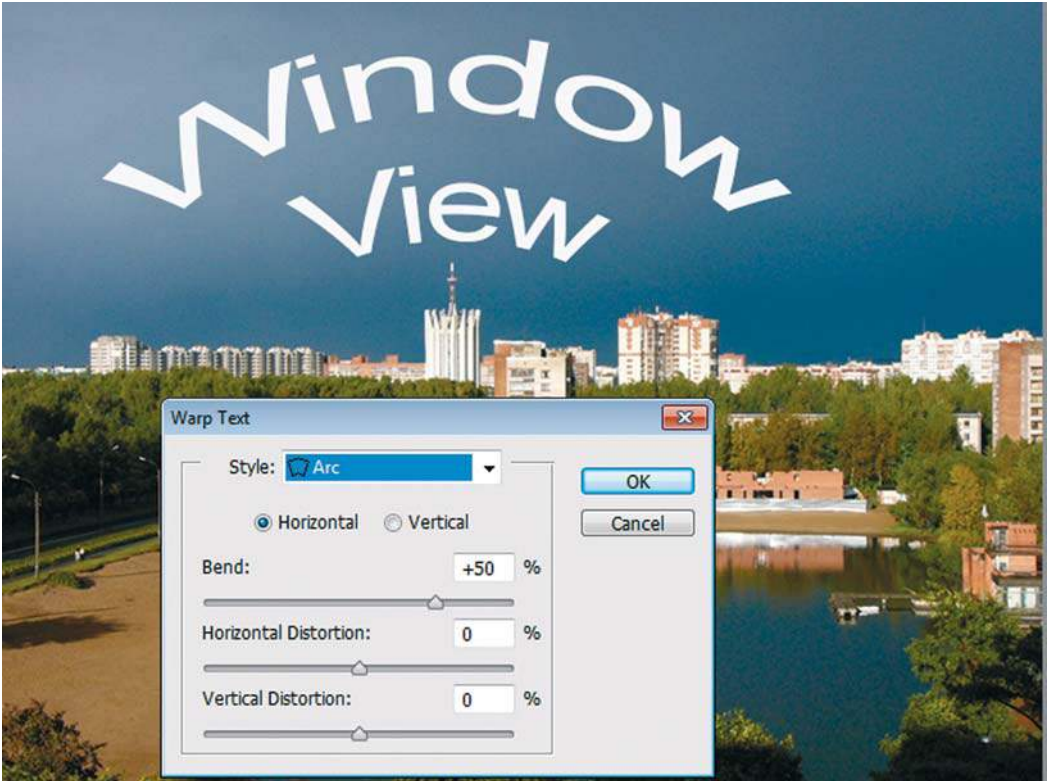 Window
View
Warp Text
Style: Arc
OK
Horizontal Vertical
Cancel
Bend: +50 %
Horizontal Distortion: 0 %
Vertical Distortion: 0 %